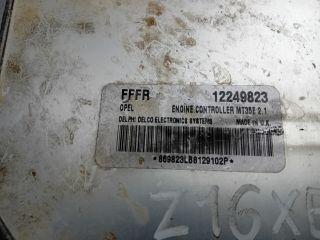 FFFR 12249823
OPEL ENGINE CONTROLLER MT35E 2.1
DELPHI DELCO ELECTRONICS SYSTEMS MADE IN U.K.
*869823LB8129102P*
Z16XE